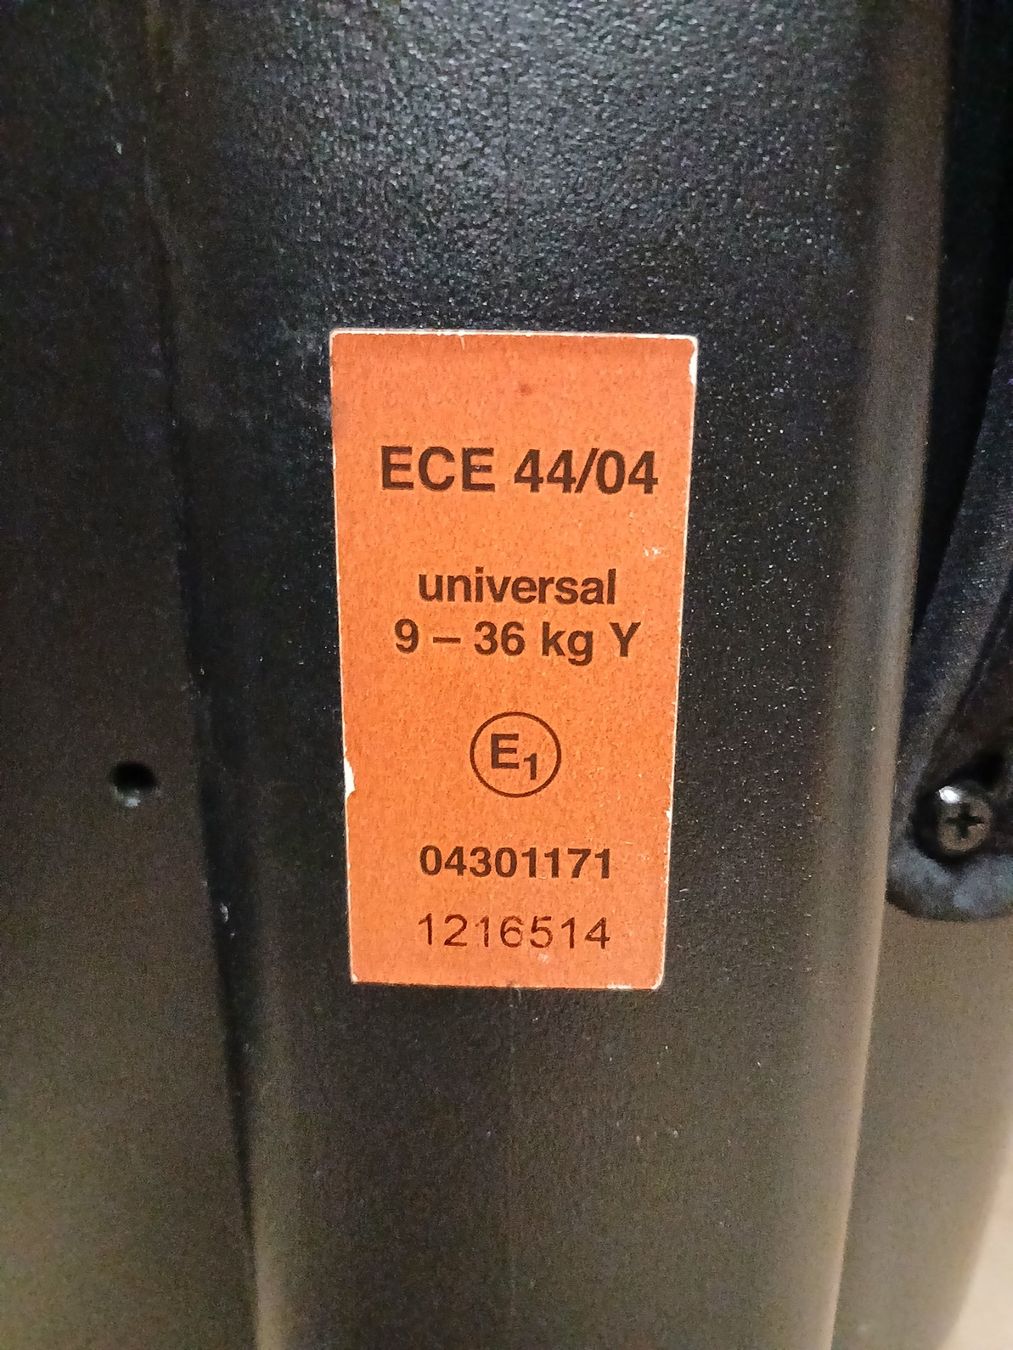 ECE 44/04
universal
9 – 36 kg Y
E1
04301171
1216514